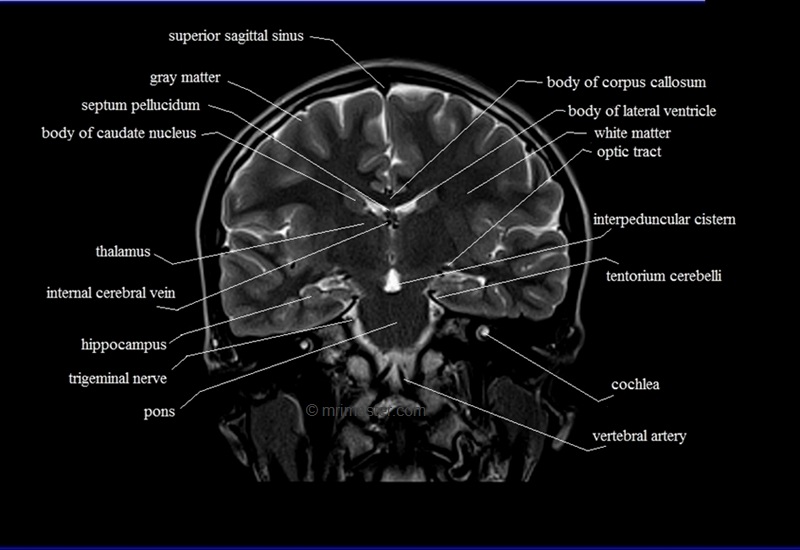 superior sagittal sinus
gray matter
septum pellucidum
body of caudate nucleus
thalamus
internal cerebral vein
hippocampus
trigeminal nerve
pons
body of corpus callosum
body of lateral ventricle
white matter
optic tract
interpeduncular cistern
tentorium cerebelli
cochlea
vertebral artery
© mrimaster.com